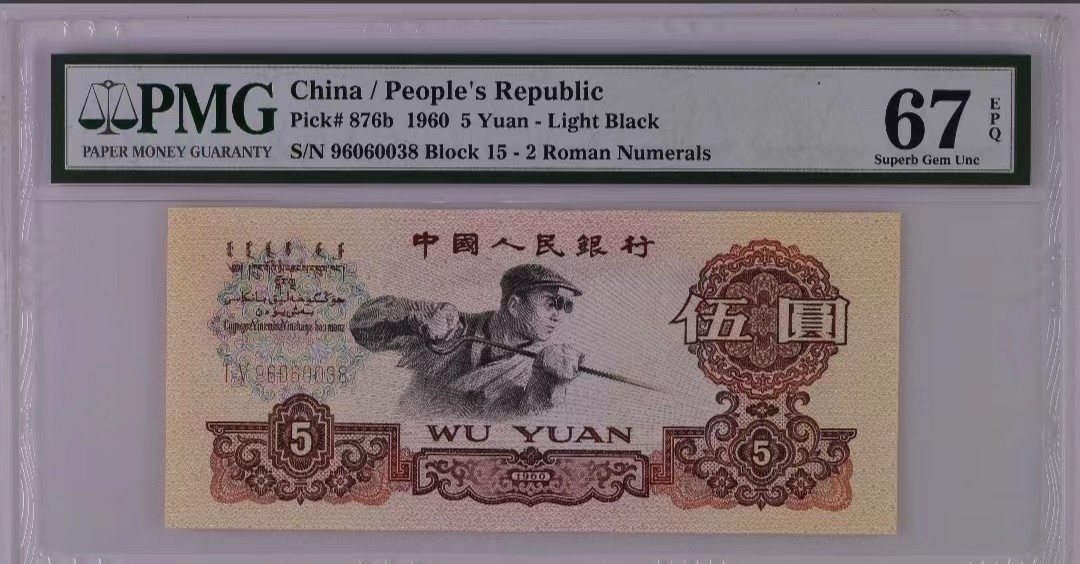 PMG
PAPER MONEY GUARANTY
China / People's Republic
Pick# 876b 1960 5 Yuan - Light Black
S/N 96060038 Block 15 - 2 Roman Numerals
67
EPQ
Superb Gem Unc
中國人民銀行
伍圓
I V 96060038
5
WU YUAN
1960
5